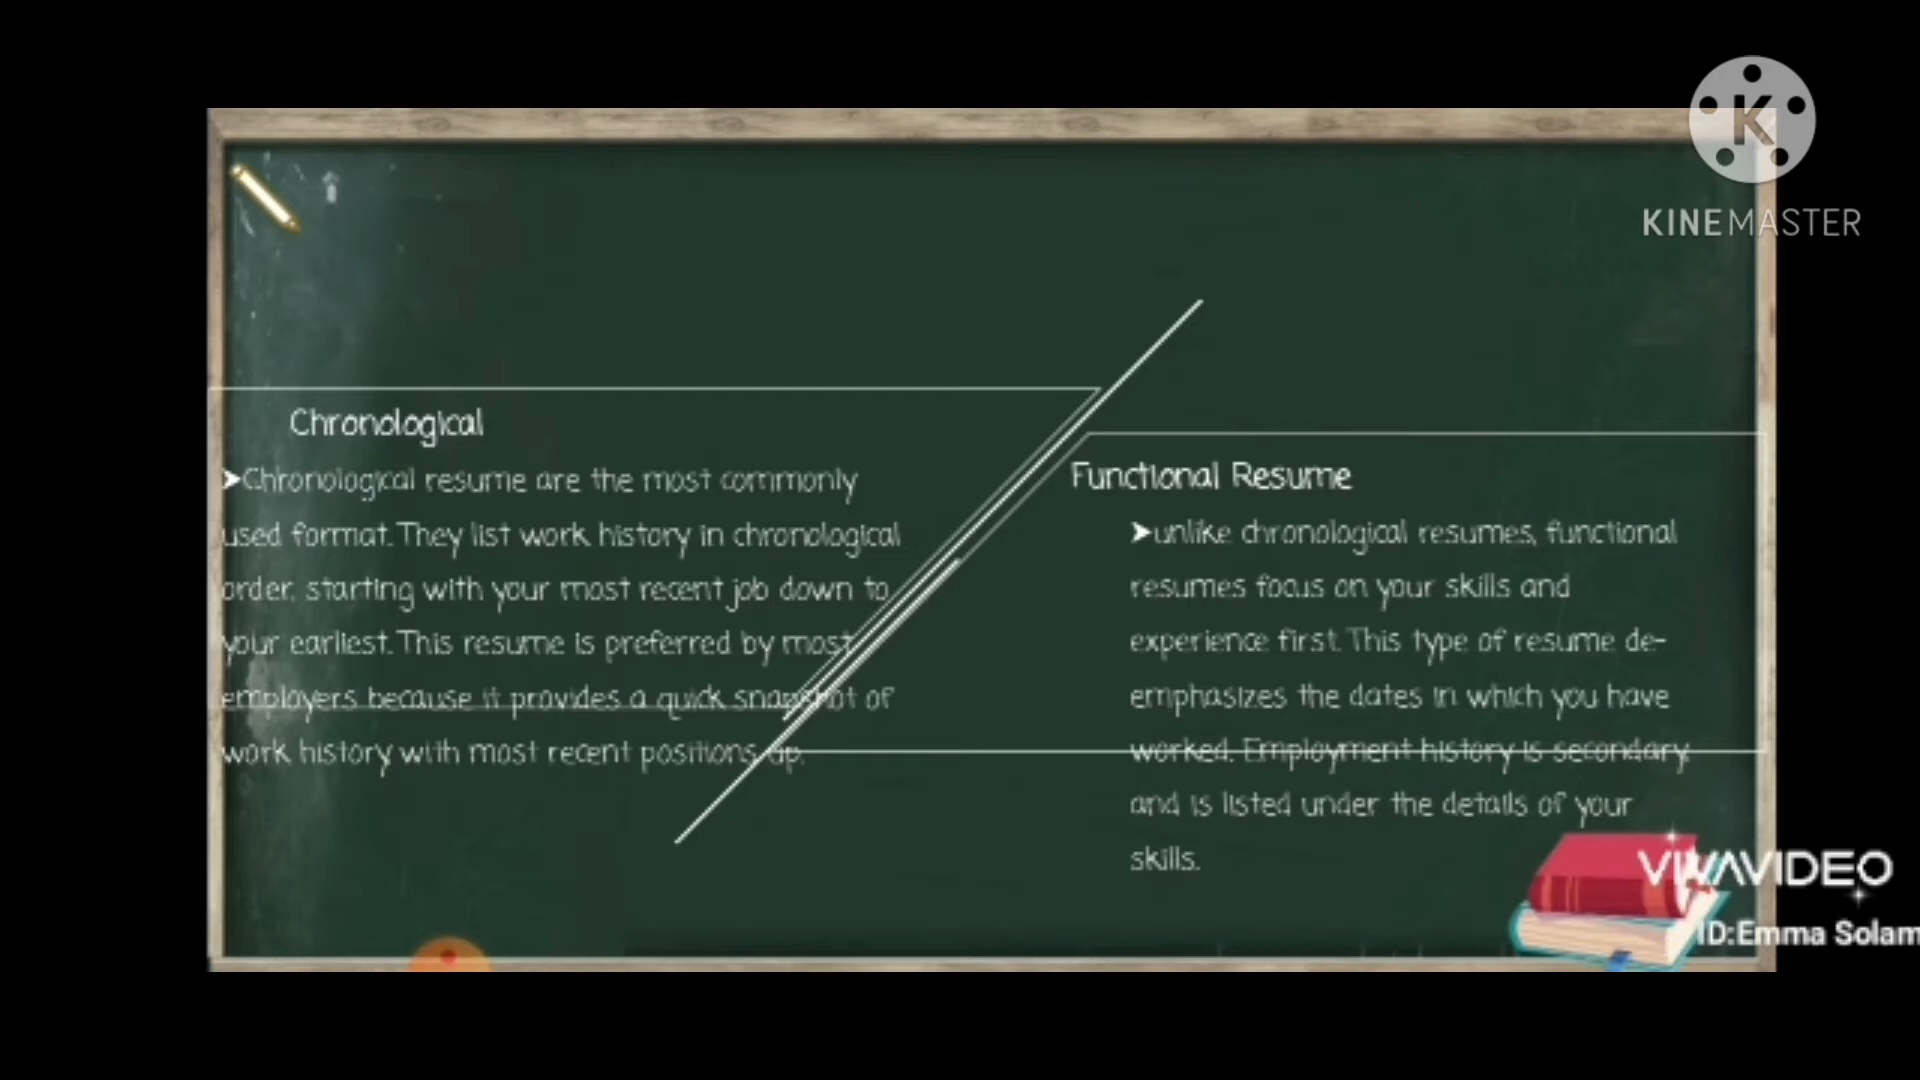 KINEMASTER
Chronological
➤Chronological resume are the most commonly
used format. They list work history in chronological
order, starting with your most recent job down to
your earliest. This resume is preferred by most
employers because it provides a quick snapshot of
work history with most recent positions up.
Functional Resume
➤unlike chronological resumes, functional
resumes focus on your skills and
experience first. This type of resume de-
emphasizes the dates in which you have
worked. Employment history is secondary,
and is listed under the details of your
skills.
VIVAVIDEO
ID:Emma Solam